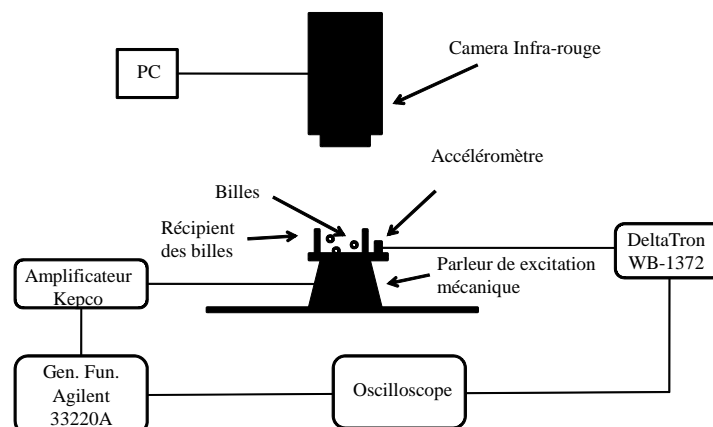 PC
Camera Infra-rouge
Accéléromètre
Billes
Récipient
des billes
DeltaTron
WB-1372
Parleur de excitation
mécanique
Amplificateur
Kepco
Gen. Fun.
Agilent
33220A
Oscilloscope